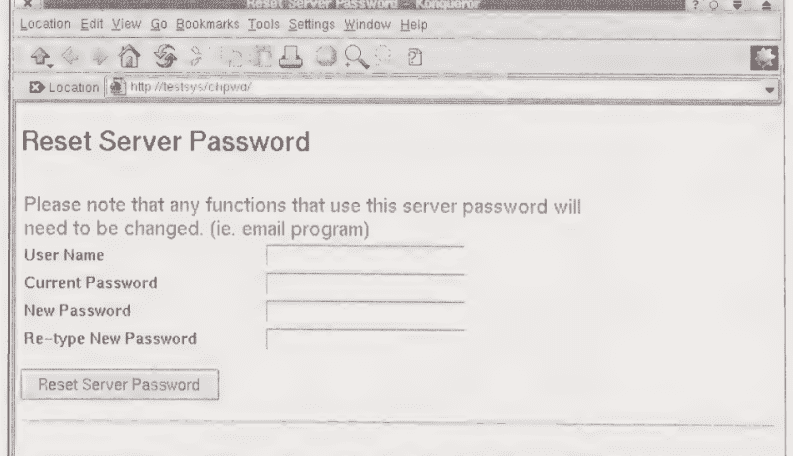 Reset Server Password - Konqueror
Location Edit View Go Bookmarks Tools Settings Window Help
Location http://testsys/chpwd/
Reset Server Password
Please note that any functions that use this server password will
need to be changed. (ie. email program)
User Name
Current Password
New Password
Re-type New Password
Reset Server Password